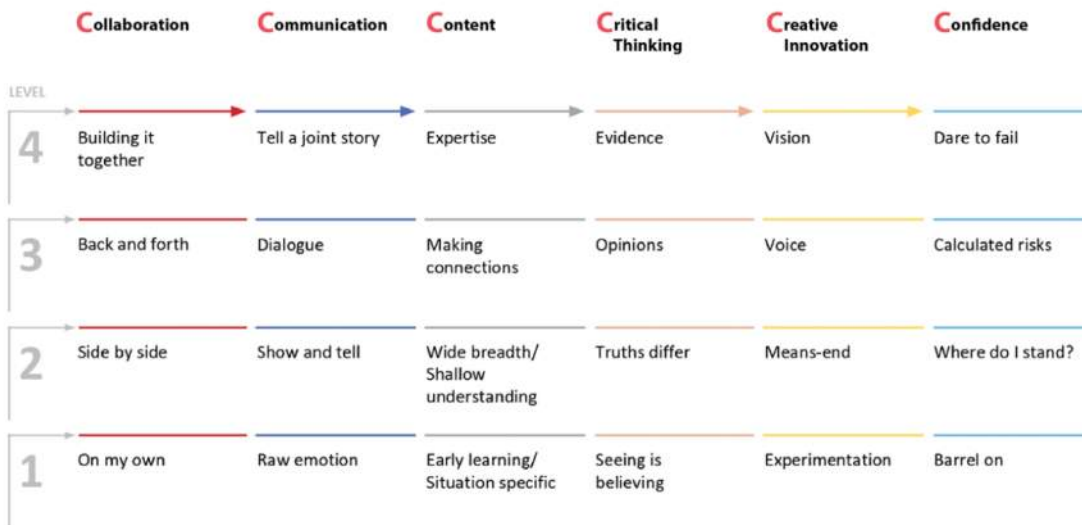 Collaboration Communication Content Critical Creative Confidence
Thinking Innovation
LEVEL
4 Building it Tell a joint story Expertise Evidence Vision Dare to fail
together
3 Back and forth Dialogue Making Opinions Voice Calculated risks
connections
2 Side by side Show and tell Wide breadth/ Truths differ Means-end Where do I stand?
Shallow
understanding
1 On my own Raw emotion Early learning/ Seeing is Experimentation Barrel on
Situation specific believing